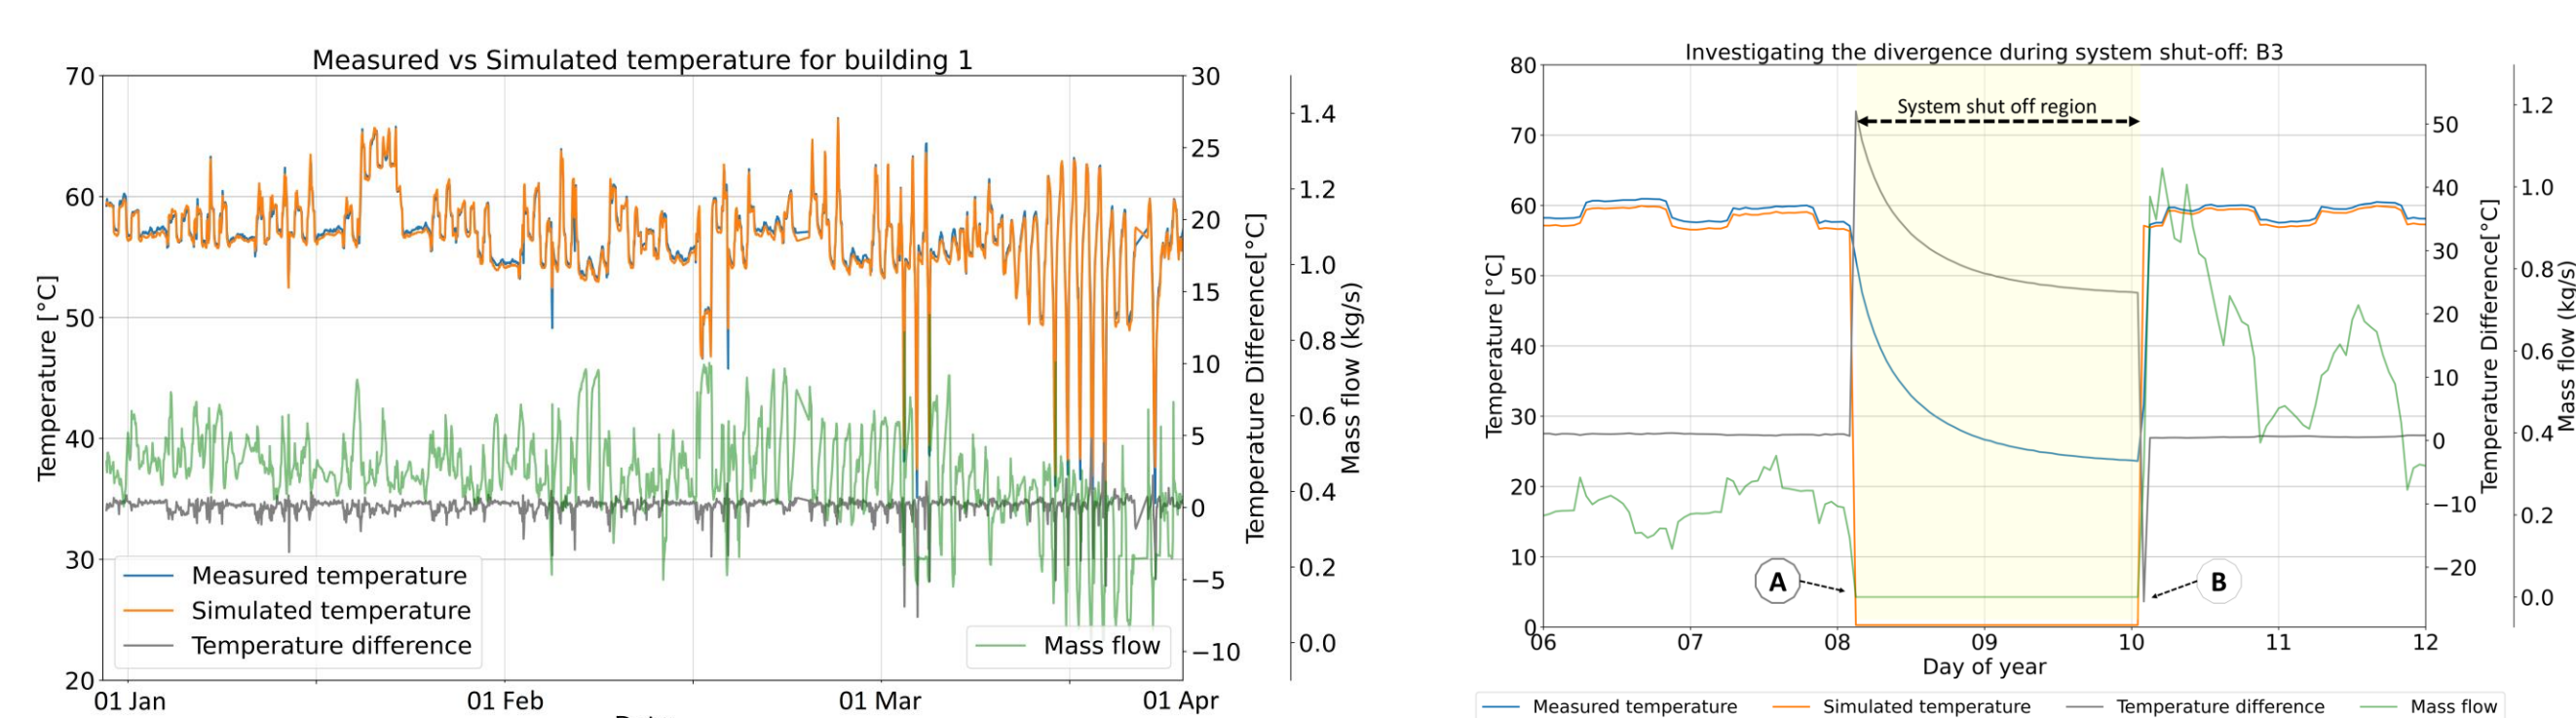 Measured vs Simulated temperature for building 1
Temperature [°C]
70
60
50
40
30
20
30
25
20
15
10
5
0
−5
−10
Temperature Difference[°C]
1.4
1.2
1.0
0.8
0.6
0.4
0.2
0.0
Mass flow (kg/s)
Measured temperature
Simulated temperature
Temperature difference
Mass flow
01 Jan
01 Feb
01 Mar
01 Apr
Investigating the divergence during system shut-off: B3
Temperature [°C]
80
70
60
50
40
30
20
10
0
System shut off region
A
B
50
40
30
20
10
0
−10
−20
Temperature Difference[°C]
1.2
1.0
0.8
0.6
0.4
0.2
0.0
Mass flow (kg/s)
06
07
08
09
10
11
12
Day of year
Measured temperature
Simulated temperature
Temperature difference
Mass flow